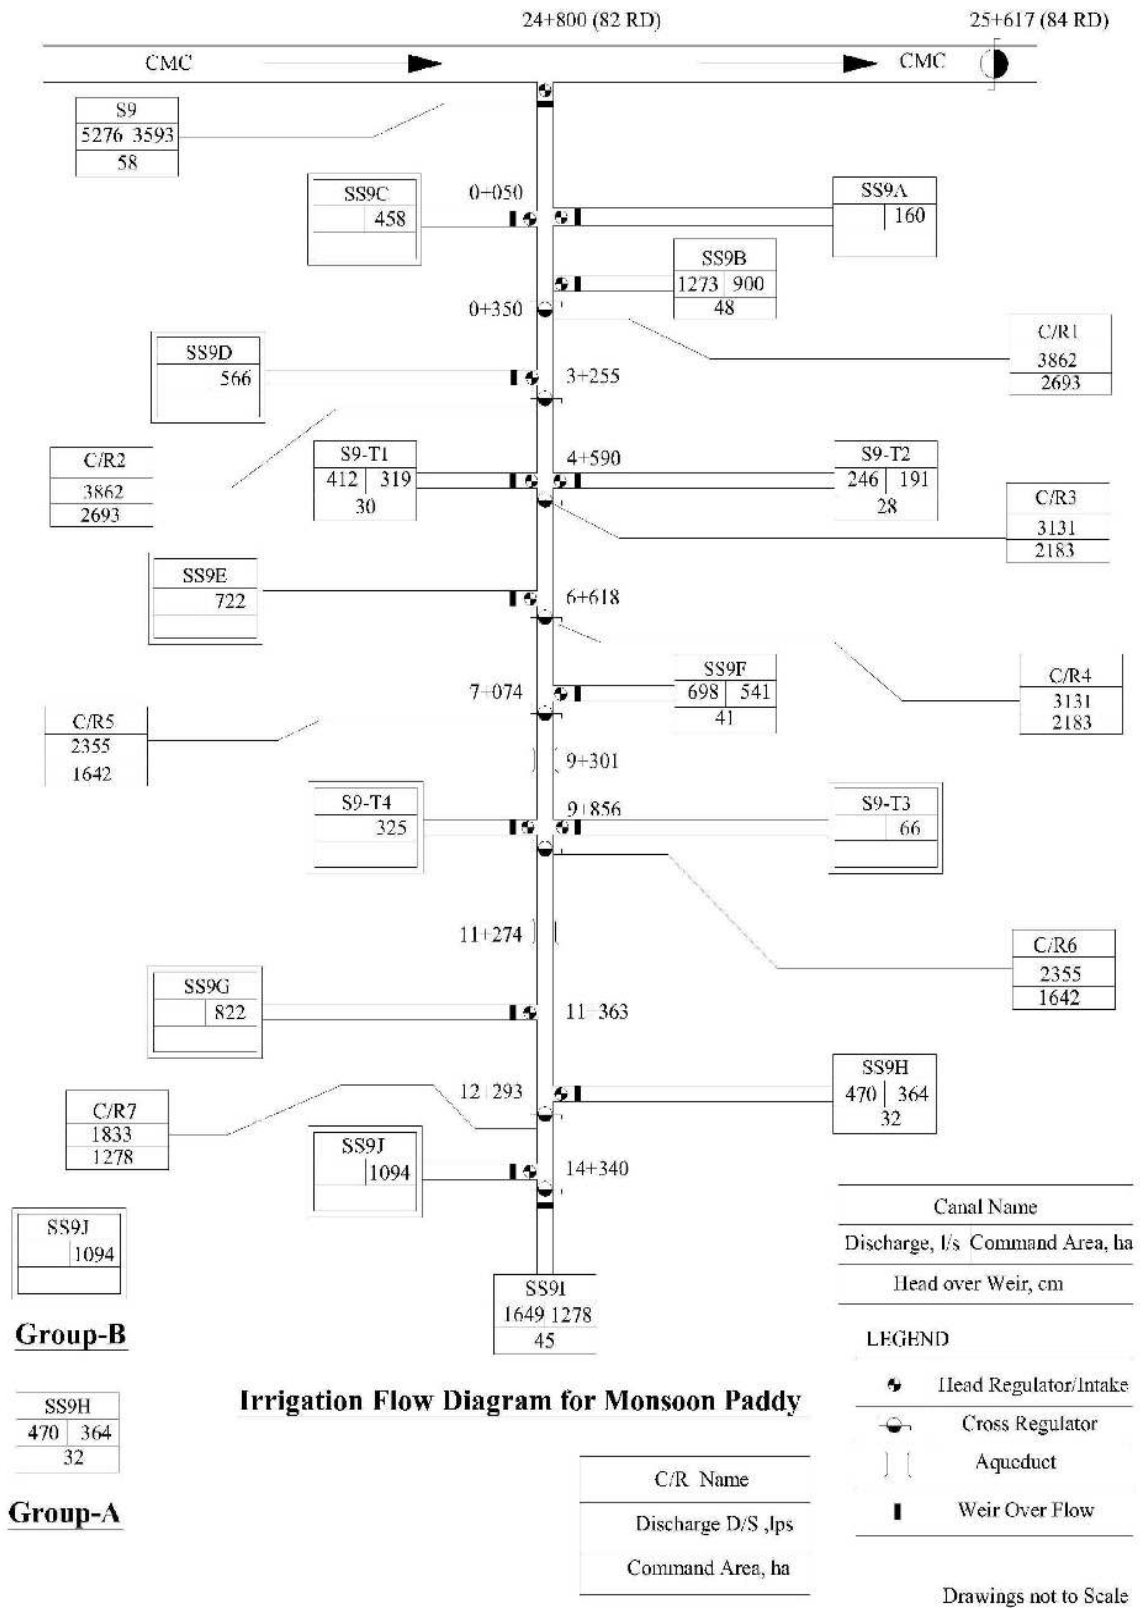 24+800 (82 RD)
25+617 (84 RD)
CMC
CMC
S9
5276 3593
58
0+050
SS9C
458
SS9A
160
SS9B
1273 900
48
0+350
C/R1
3862
2693
SS9D
566
3+255
C/R2
3862
2693
S9-T1
412 319
30
4+590
S9-T2
246 191
28
C/R3
3131
2183
SS9E
722
6+618
SS9F
698 541
41
C/R4
3131
2183
7+074
C/R5
2355
1642
9+301
S9-T4
325
9+856
S9-T3
66
11+274
C/R6
2355
1642
SS9G
822
11+363
SS9H
470 364
32
12+293
C/R7
1833
1278
SS9J
1094
14+340
SS9J
1094
Group-B
SS9I
1649 1278
45
Canal Name
Discharge, l/s Command Area, ha
Head over Weir, cm
LEGEND
Head Regulator/Intake
Cross Regulator
Aqueduct
Weir Over Flow
SS9H
470 364
32
Group-A
Irrigation Flow Diagram for Monsoon Paddy
C/R Name
Discharge D/S ,lps
Command Area, ha
Drawings not to Scale